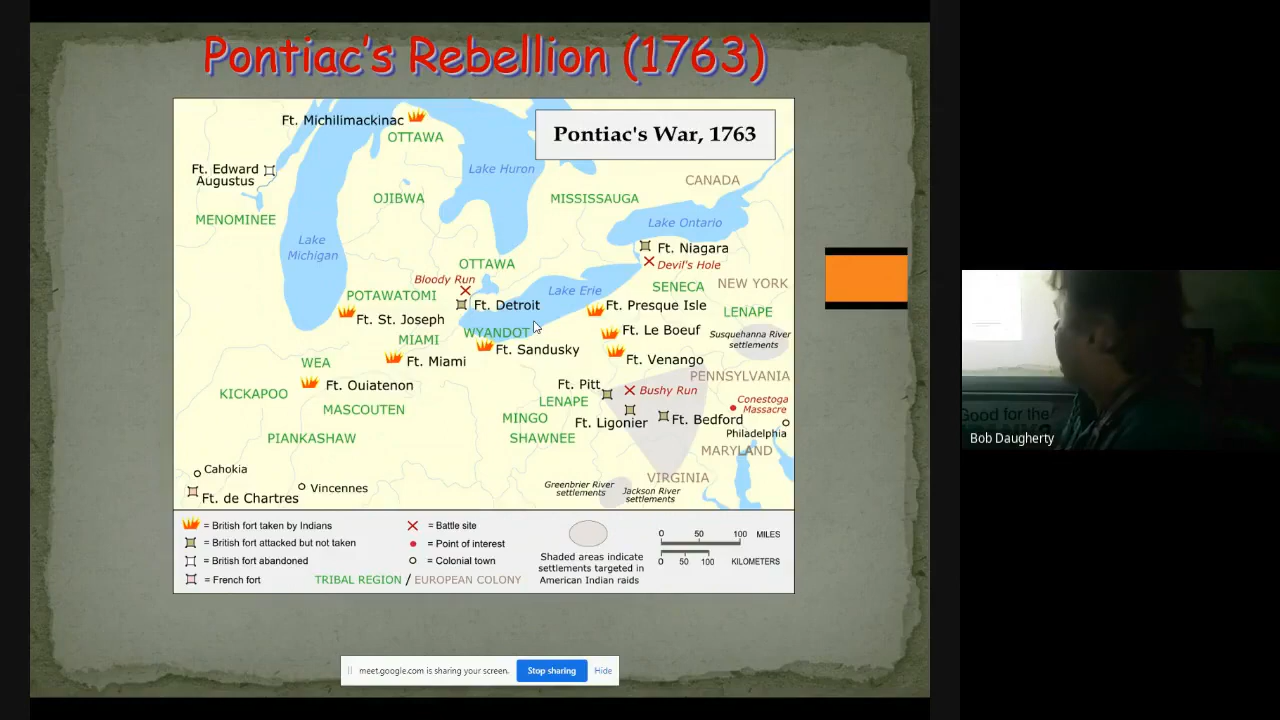 Pontiac's Rebellion (1763)
Pontiac's War, 1763
Ft. Michilimackinac
OTTAWA
Ft. Edward
Augustus
Lake Huron
CANADA
OJIBWA
MISSISSAUGA
MENOMINEE
Lake Ontario
Lake
Michigan
Ft. Niagara
Devil's Hole
OTTAWA
Bloody Run
Lake Erie
SENECA
NEW YORK
POTAWATOMI
Ft. Detroit
Ft. Presque Isle
LENAPE
Ft. St. Joseph
WYANDOT
Ft. Le Boeuf
Susquehanna River
settlements
MIAMI
Ft. Sandusky
Ft. Venango
WEA
Ft. Miami
PENNSYLVANIA
Ft. Ouiatenon
Ft. Pitt
Bushy Run
KICKAPOO
LENAPE
Conestoga
Massacre
MASCOUTEN
MINGO
Ft. Ligonier
Ft. Bedford
Philadelphia
PIANKASHAW
SHAWNEE
MARYLAND
Cahokia
VIRGINIA
Vincennes
Greenbrier River
settlements
Jackson River
settlements
Ft. de Chartres
= British fort taken by Indians
= British fort attacked but not taken
= British fort abandoned
= French fort
= Battle site
= Point of interest
= Colonial town
TRIBAL REGION / EUROPEAN COLONY
Shaded areas indicate
settlements targeted in
American Indian raids
0 50 100 MILES
0 50 100 KILOMETERS
meet.google.com is sharing your screen. Stop sharing Hide
Good for the
Bob Daugherty